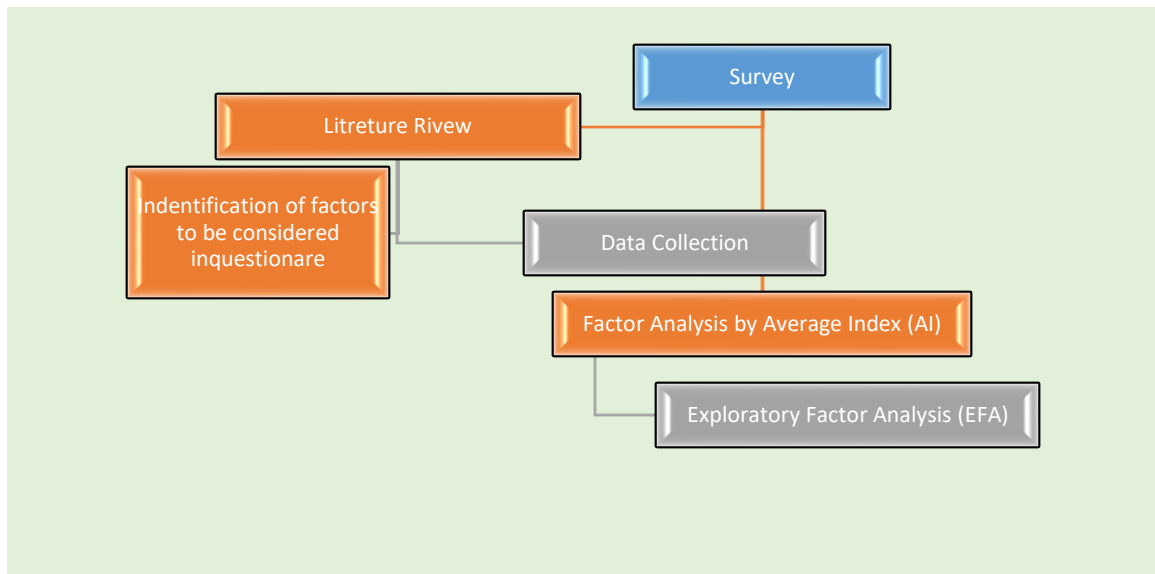 Survey
Litreture Rivew
Indentification of factors
to be considered
inquestionare
Data Collection
Factor Analysis by Average Index (AI)
Exploratory Factor Analysis (EFA)